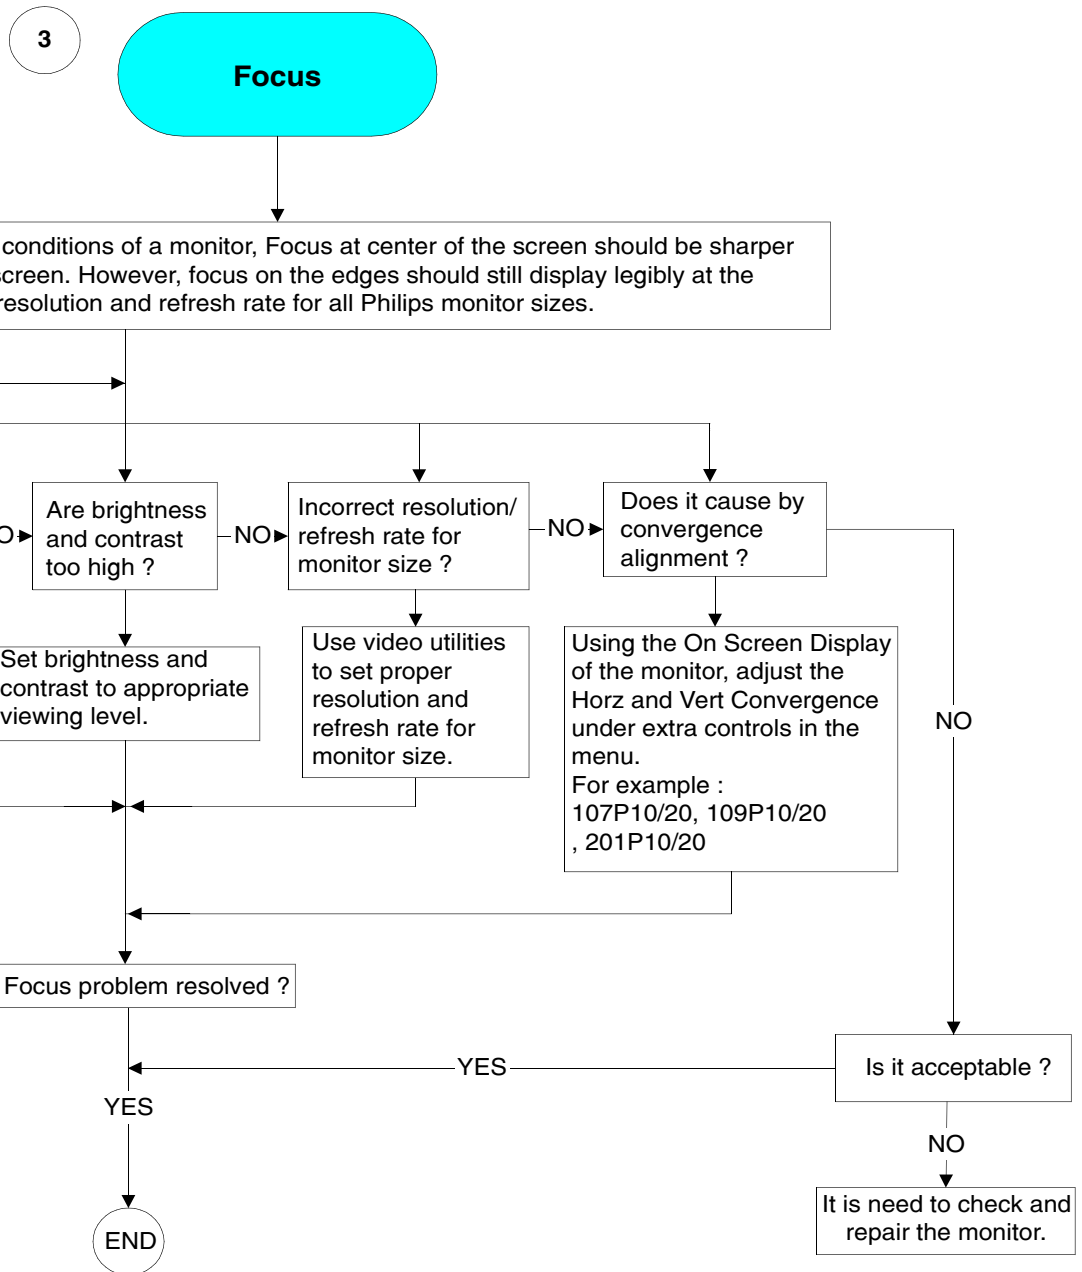 3
Focus
conditions of a monitor, Focus at center of the screen should be sharper
screen. However, focus on the edges should still display legibly at the
resolution and refresh rate for all Philips monitor sizes.
Are brightness
and contrast
too high ?
NO
Incorrect resolution/
refresh rate for
monitor size ?
NO
Does it cause by
convergence
alignment ?
Set brightness and
contrast to appropriate
viewing level.
Use video utilities
to set proper
resolution and
refresh rate for
monitor size.
Using the On Screen Display
of the monitor, adjust the
Horz and Vert Convergence
under extra controls in the
menu.
For example :
107P10/20, 109P10/20
, 201P10/20
NO
Focus problem resolved ?
YES
Is it acceptable ?
YES
NO
It is need to check and
repair the monitor.
END